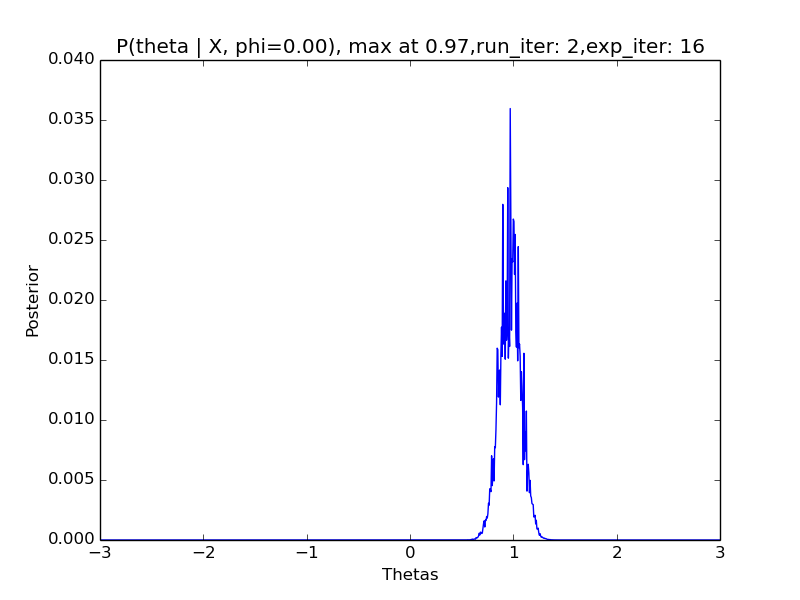 P(theta | X, phi=0.00), max at 0.97,run_iter: 2,exp_iter: 16
0.040
0.035
0.030
0.025
0.020
0.015
0.010
0.005
0.000
Posterior
−3 −2 −1 0 1 2 3
Thetas